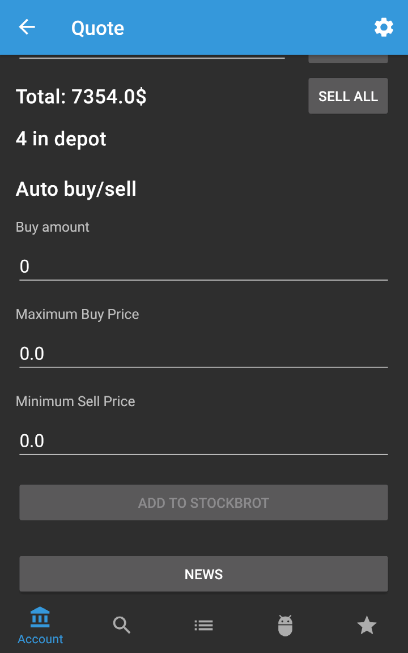 Quote
Total: 7354.0$
SELL ALL
4 in depot
Auto buy/sell
Buy amount
0
Maximum Buy Price
0.0
Minimum Sell Price
0.0
ADD TO STOCKBROT
NEWS
Account